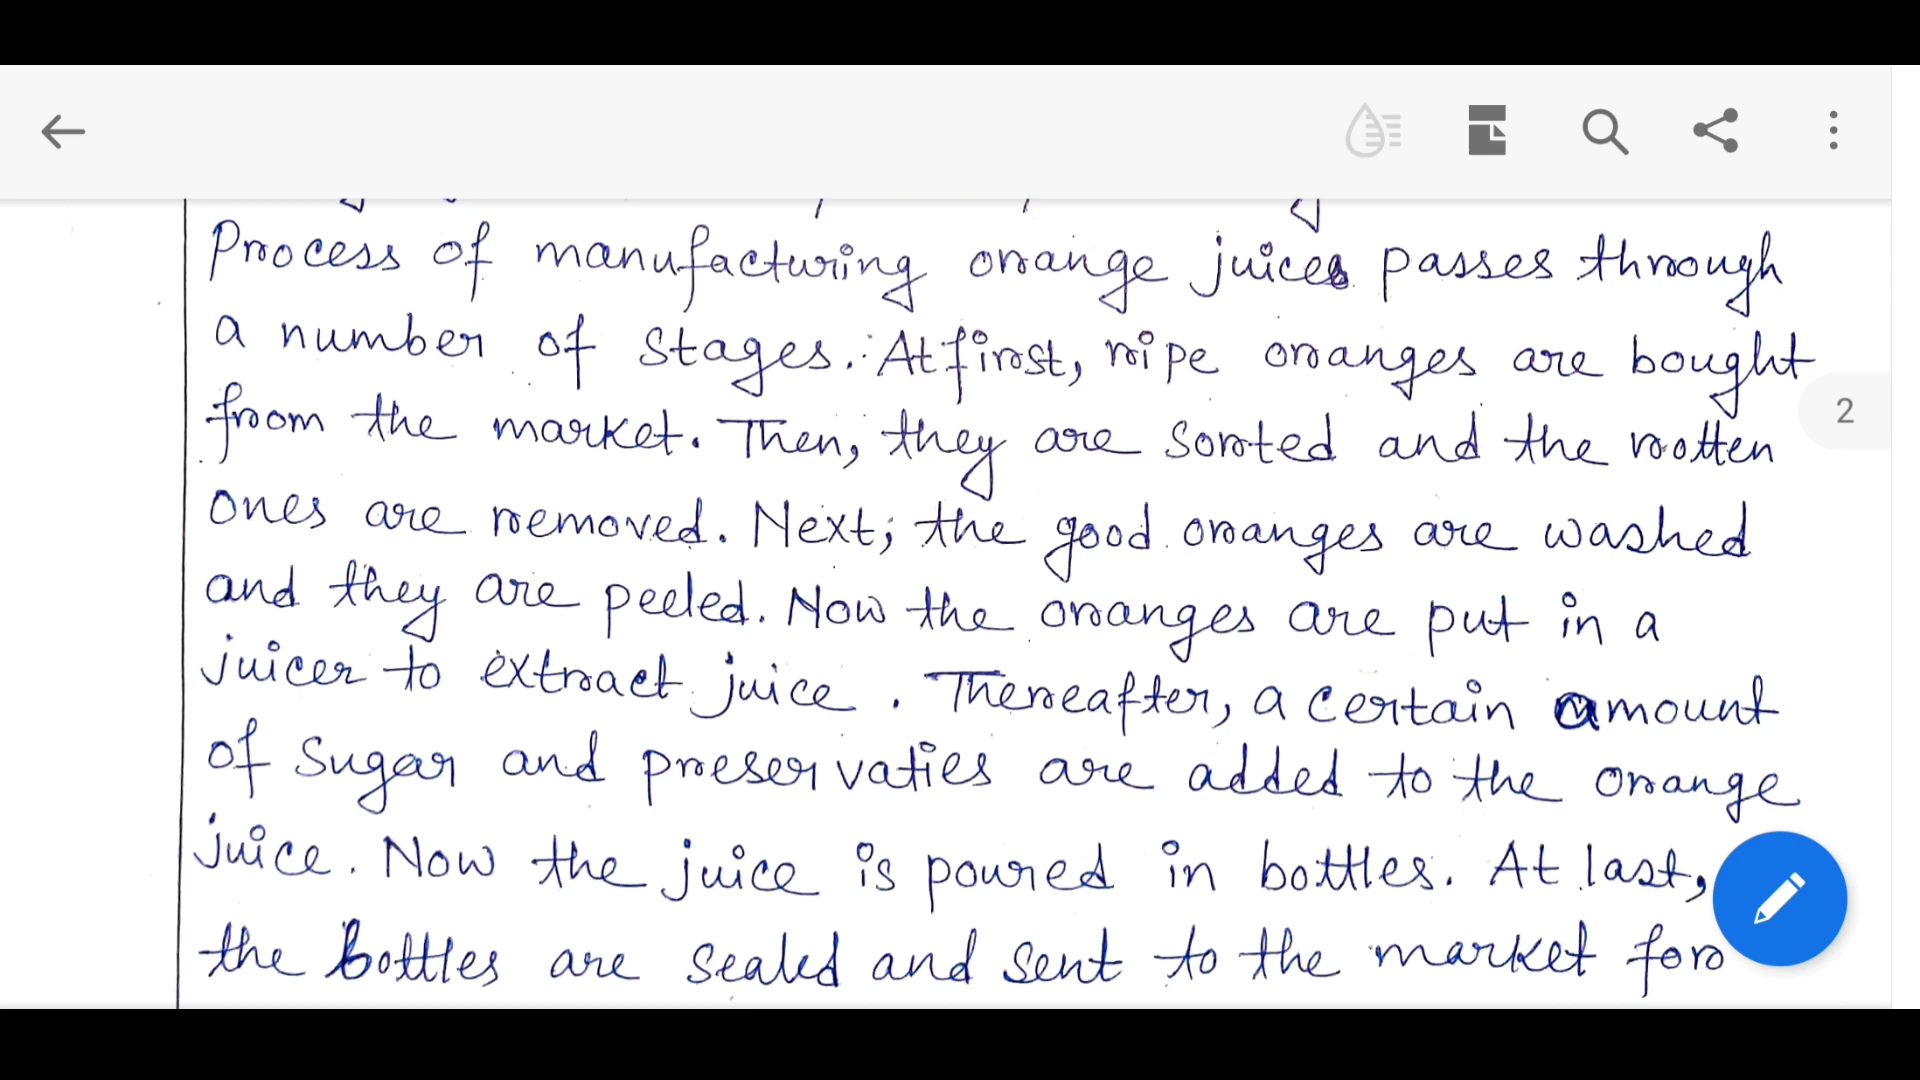 Process of manufacturing orange juices passes through
a number of stages. At first, ripe oranges are bought
from the market. Then, they are sorted and the rotten
2
ones are removed. Next, the good oranges are washed
and they are peeled. Now the oranges are put in a
juicer to extract juice. Thereafter, a certain amount
of sugar and preservaties are added to the orange
juice. Now the juice is poured in bottles. At last,
the bottles are sealed and sent to the market for